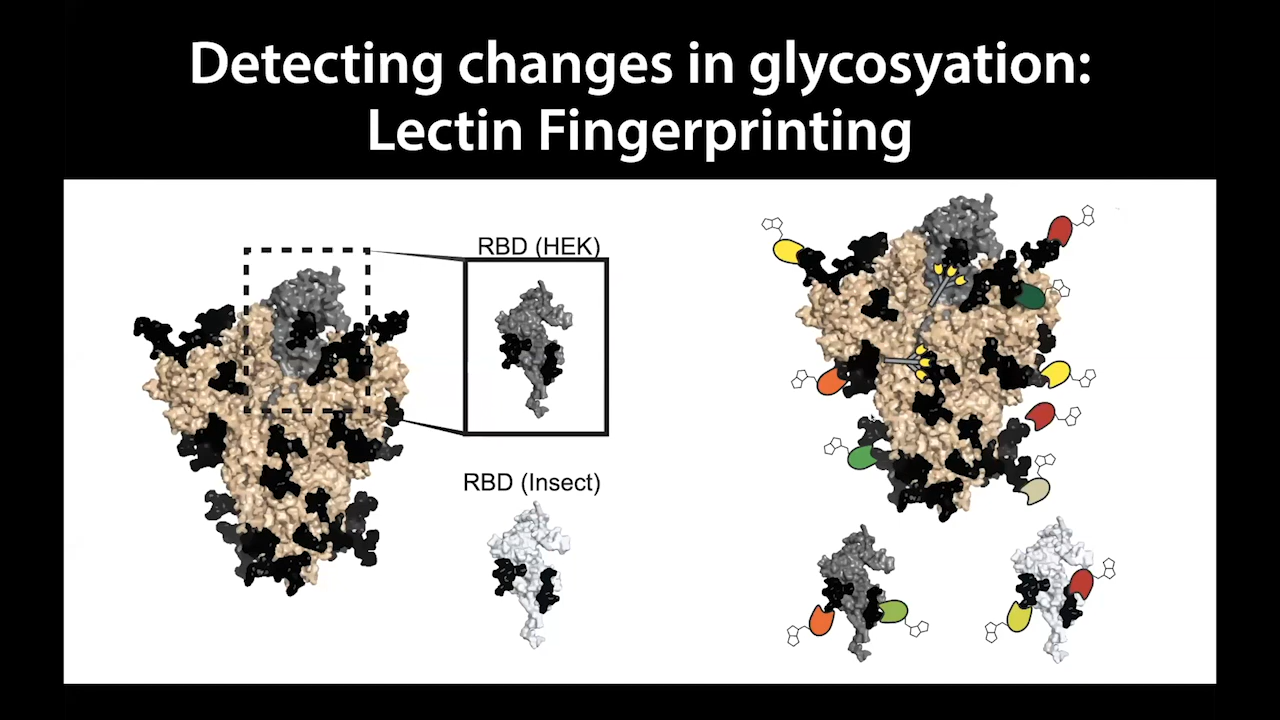 Detecting changes in glycosyation:
Lectin Fingerprinting
RBD (HEK)
RBD (Insect)